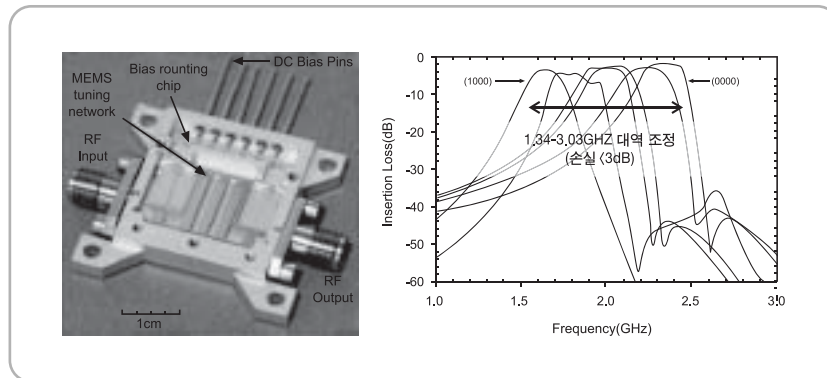 DC Bias Pins
Bias rounting
chip
MEMS
tuning
network
RF
Input
RF
Output
1cm
Insertion Loss(dB)
0
-10
-20
-30
-40
-50
-60
(1000)
(0000)
1.34-3.03GHZ 대역 조정
(손실 〈3dB)
1.0
1.5
2.0
2.5
3.0
Frequency(GHz)